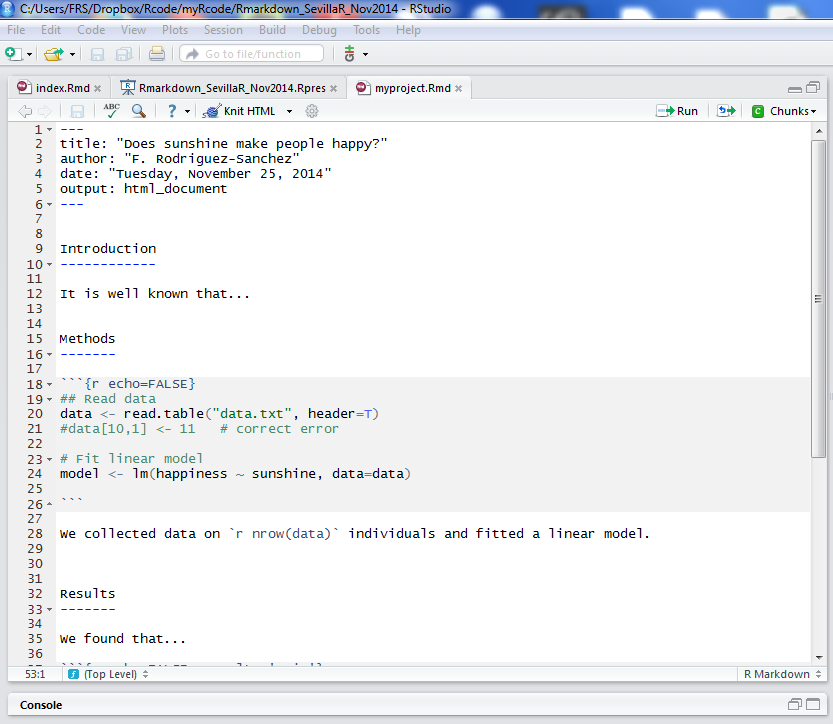 C:/Users/FRS/Dropbox/Rcode/myRcode/Rmarkdown_SevillaR_Nov2014 - RStudio
File Edit Code View Plots Session Build Debug Tools Help
Go to file/function
index.Rmd Rmarkdown_SevillaR_Nov2014.Rpres myproject.Rmd
ABC ? Knit HTML Run Chunks
1 ---
2 title: "Does sunshine make people happy?"
3 author: "F. Rodriguez-Sanchez"
4 date: "Tuesday, November 25, 2014"
5 output: html_document
6 ---
7
8
9 Introduction
10 ------------
11
12 It is well known that...
13
14
15 Methods
16 -------
17
18 ```{r echo=FALSE}
19 ## Read data
20 data <- read.table("data.txt", header=T)
21 #data[10,1] <- 11   # correct error
22
23 # Fit linear model
24 model <- lm(happiness ~ sunshine, data=data)
25
26 ```
27
28 We collected data on `r nrow(data)` individuals and fitted a linear model.
29
30
31
32 Results
33 -------
34
35 We found that...
36
53:1 (Top Level) R Markdown
Console